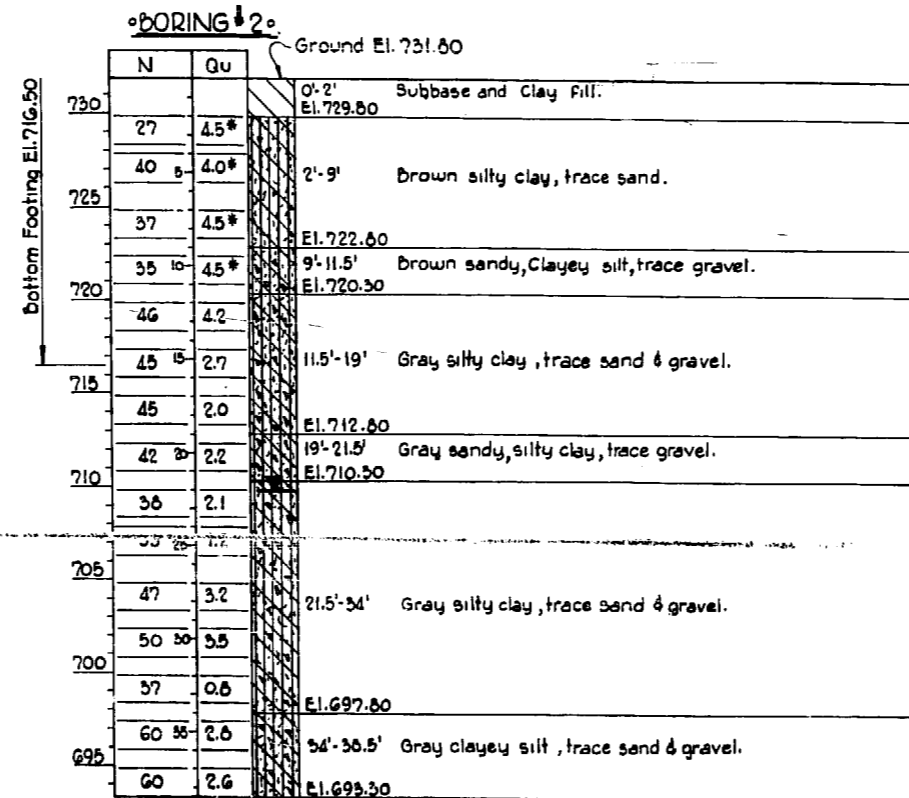 BORING #2
Ground El. 731.80
N Qu
0'-2' Subbase and Clay fill.
730 El.729.80
27 4.5*
40 5 4.0* 2'-9' Brown silty clay, trace sand.
725
37 4.5*
El.722.80
35 10 4.5* 9'-11.5' Brown sandy, Clayey silt, trace gravel.
720 El.720.30
46 4.2
Bottom Footing El.716.50
45 15 2.7 11.5'-19' Gray silty clay, trace sand & gravel.
715
45 2.0
El.712.80
42 20 2.2 19'-21.5' Gray sandy, silty clay, trace gravel.
710 El.710.30
38 2.1
25
705
47 3.2 21.5'-34' Gray silty clay, trace sand & gravel.
50 30 3.5
700
37 0.8
El.697.80
60 35 2.8 34'-38.5' Gray clayey silt, trace sand & gravel.
695
60 2.6 El.693.30